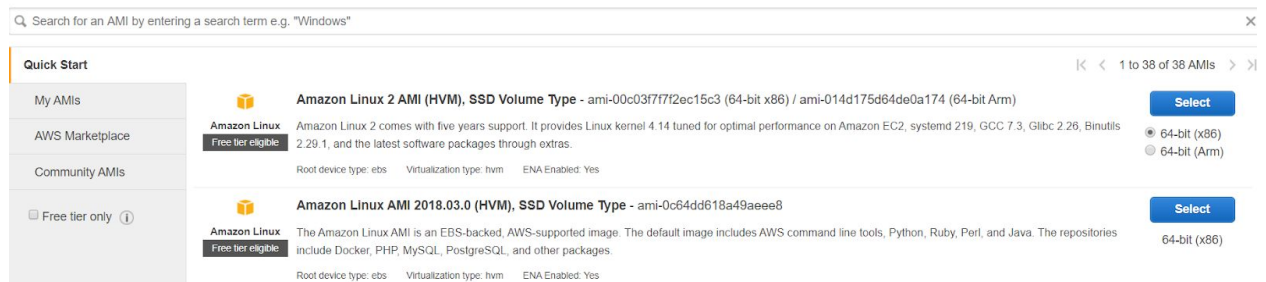 Search for an AMI by entering a search term e.g. "Windows"
Quick Start
1 to 38 of 38 AMIs
My AMIs
AWS Marketplace
Community AMIs
Free tier only
Amazon Linux
Free tier eligible
Amazon Linux 2 AMI (HVM), SSD Volume Type - ami-00c03f7f7f2ec15c3 (64-bit x86) / ami-014d175d64de0a174 (64-bit Arm)
Amazon Linux 2 comes with five years support. It provides Linux kernel 4.14 tuned for optimal performance on Amazon EC2, systemd 219, GCC 7.3, Glibc 2.26, Binutils
2.29.1, and the latest software packages through extras.
Root device type: ebs Virtualization type: hvm ENA Enabled: Yes
Select
64-bit (x86)
64-bit (Arm)
Amazon Linux
Free tier eligible
Amazon Linux AMI 2018.03.0 (HVM), SSD Volume Type - ami-0c64dd618a49aeee8
The Amazon Linux AMI is an EBS-backed, AWS-supported image. The default image includes AWS command line tools, Python, Ruby, Perl, and Java. The repositories
include Docker, PHP, MySQL, PostgreSQL, and other packages.
Root device type: ebs Virtualization type: hvm ENA Enabled: Yes
Select
64-bit (x86)